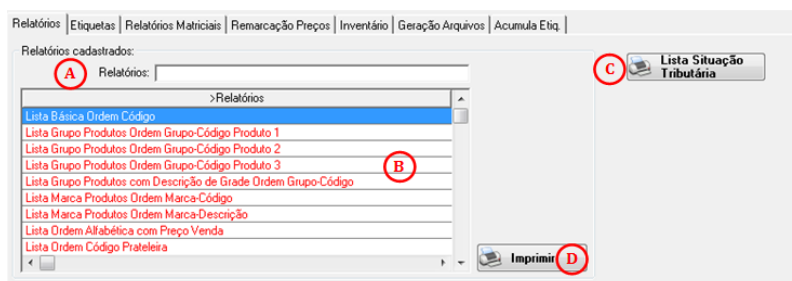 Relatórios Etiquetas Relatórios Matriciais Remarcação Preços Inventário Geração Arquivos Acumula Etiq.
Relatórios cadastrados:
A Relatórios:
C Lista Situação
Tributária
>Relatórios
Lista Básica Ordem Código
Lista Grupo Produtos Ordem Grupo-Código Produto 1
Lista Grupo Produtos Ordem Grupo-Código Produto 2
Lista Grupo Produtos Ordem Grupo-Código Produto 3
B
Lista Grupo Produtos com Descrição de Grade Ordem Grupo-Código
Lista Marca Produtos Ordem Marca-Código
Lista Marca Produtos Ordem Marca-Descrição
Lista Ordem Alfabética com Preço Venda
Lista Ordem Código Prateleira
Imprimir D